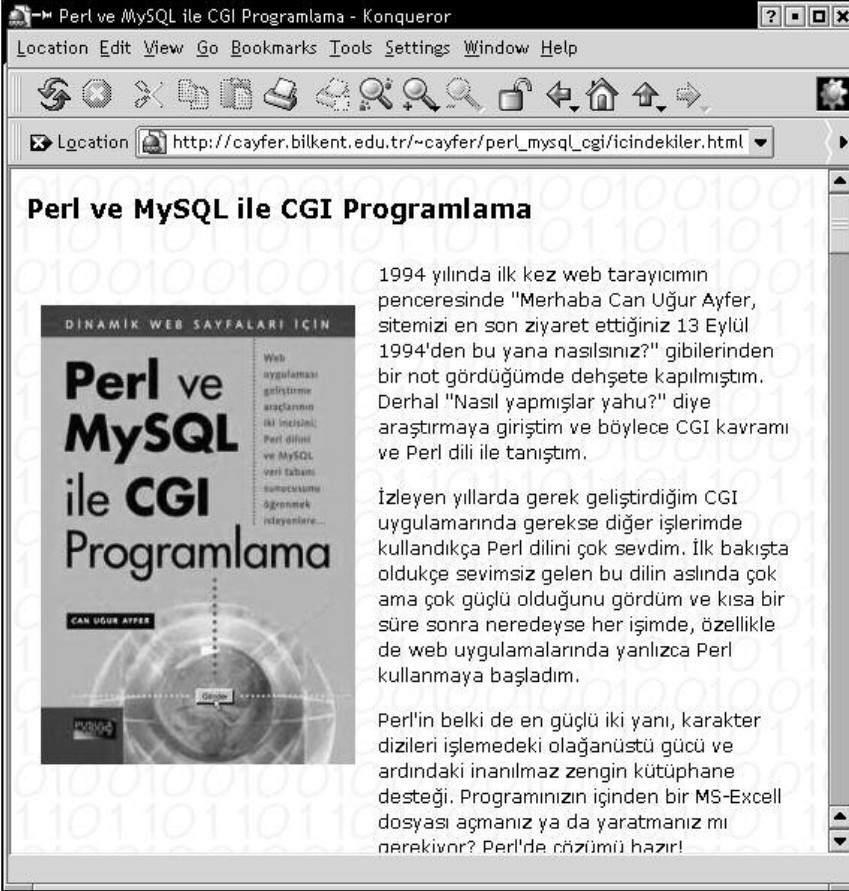 Perl ve MySQL ile CGI Programlama - Konqueror
Location Edit View Go Bookmarks Tools Settings Window Help
Location http://cayfer.bilkent.edu.tr/~cayfer/perl_mysql_cgi/icindekiler.html
Perl ve MySQL ile CGI Programlama
DİNAMİK WEB SAYFALARI İÇİN
Perl ve
MySQL
ile CGI
Programlama
Web
uygulaması
geliştirme
araçlarının
iki incisini;
Perl dilini
ve MySQL
veri tabanı
sunucusunu
öğrenmek
isteyenlere...
CAN UĞUR AYFER
Gönder
PUSULA
1994 yılında ilk kez web tarayıcımın
penceresinde "Merhaba Can Uğur Ayfer,
sitemizi en son ziyaret ettiğiniz 13 Eylül
1994'den bu yana nasılsınız?" gibilerinden
bir not gördüğümde dehşete kapılmıştım.
Derhal "Nasıl yapmışlar yahu?" diye
araştırmaya giriştim ve böylece CGI kavramı
ve Perl dili ile tanıştım.
İzleyen yıllarda gerek geliştirdiğim CGI
uygulamarında gerekse diğer işlerimde
kullandıkça Perl dilini çok sevdim. İlk bakışta
oldukçe sevimsiz gelen bu dilin aslında çok
ama çok güçlü olduğunu gördüm ve kısa bir
süre sonra neredeyse her işimde, özellikle
de web uygulamalarında yanlızca Perl
kullanmaya başladım.
Perl'in belki de en güçlü iki yanı, karakter
dizileri işlemedeki olağanüstü gücü ve
ardındaki inanılmaz zengin kütüphane
desteği. Programınızın içinden bir MS-Excell
dosyası açmanız ya da yaratmanız mı
gerekiyor? Perl'de çözümü hazır!